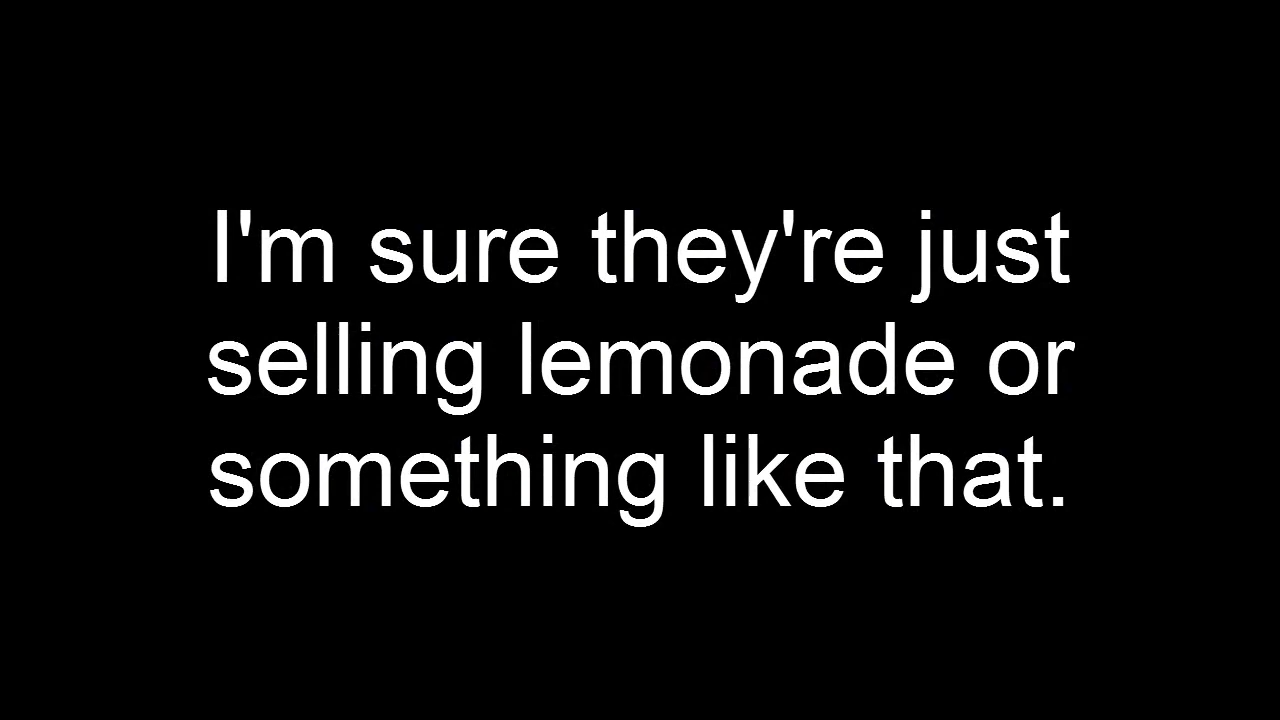 I'm sure they're just
selling lemonade or
something like that.